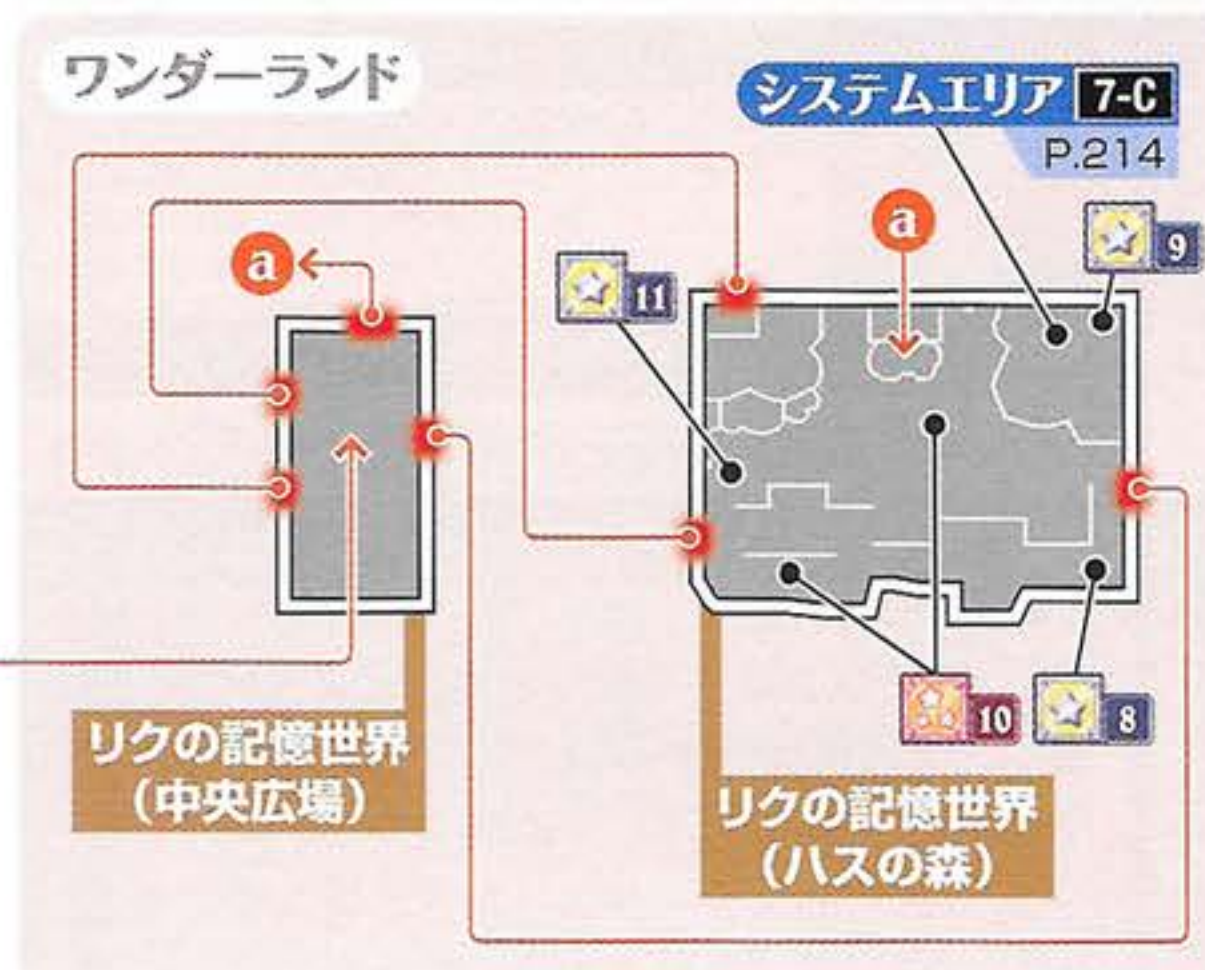 ワンダーランド
システムエリア 7-C
P.214
a
a
9
11
10
8
リクの記憶世界
（中央広場）
リクの記憶世界
（ハスの森）